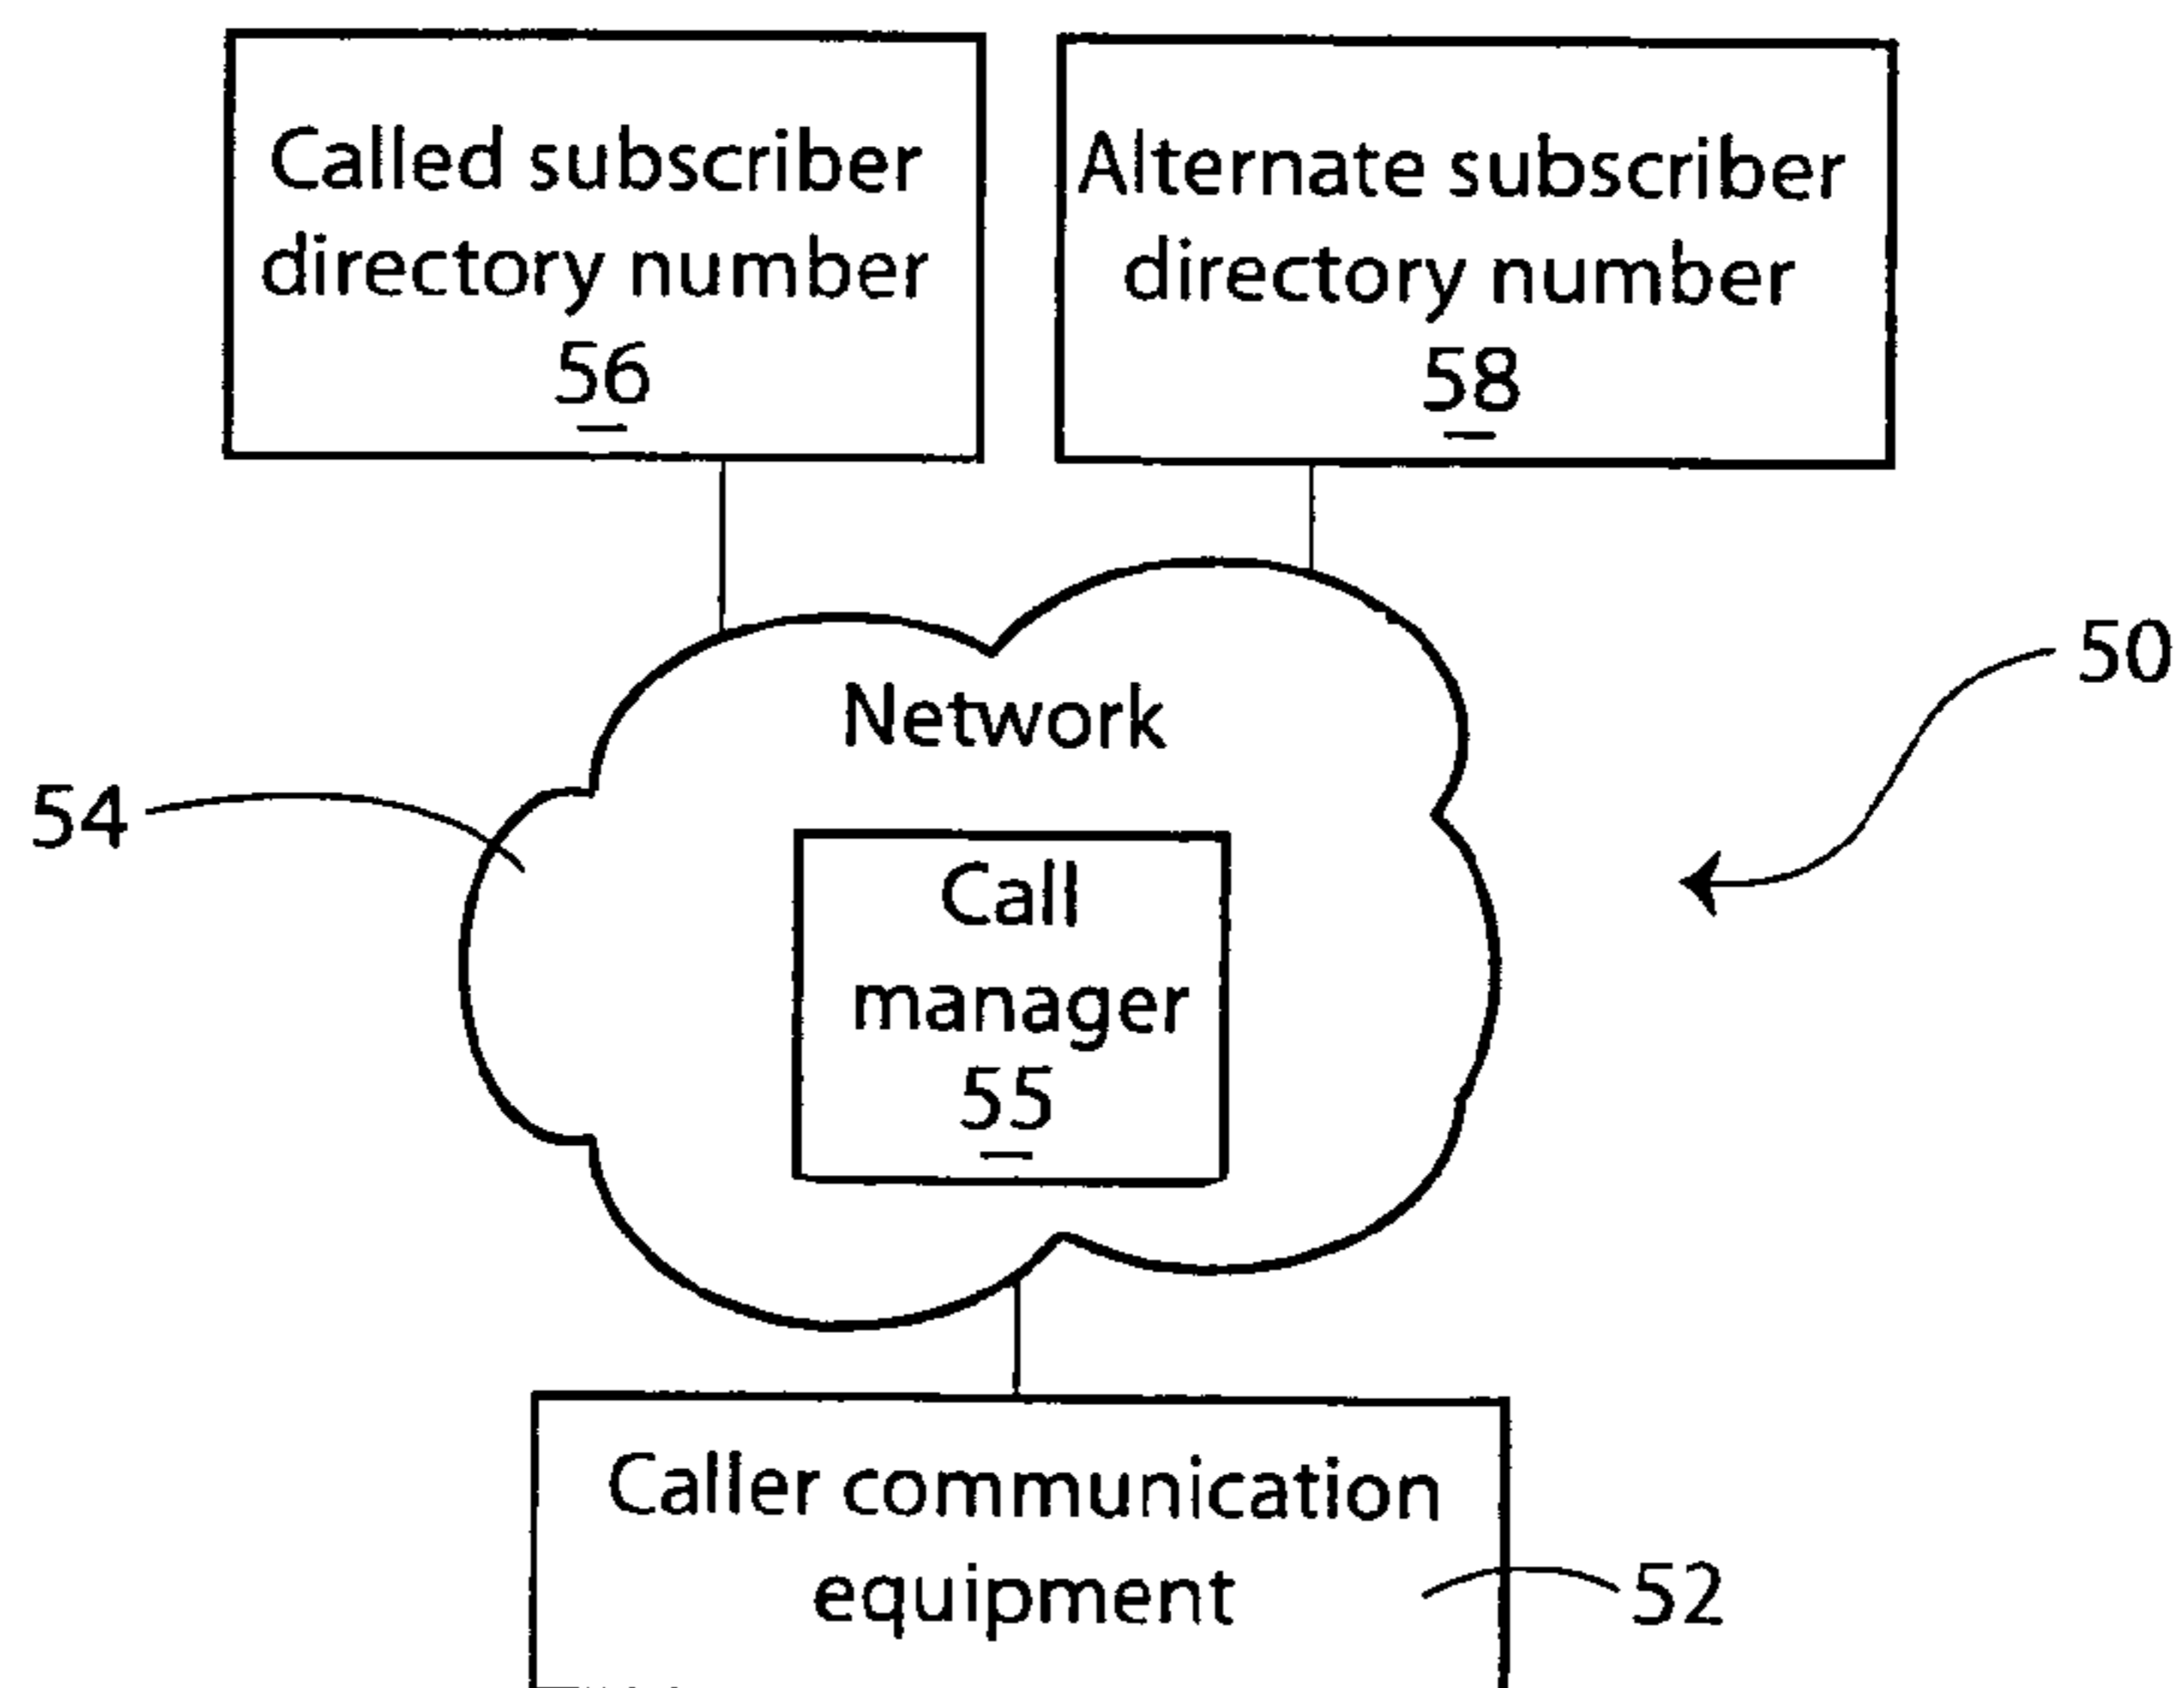 Called subscriber
directory number
56
Alternate subscriber
directory number
58
50
Network
54
Call
manager
55
Caller communication
equipment
52